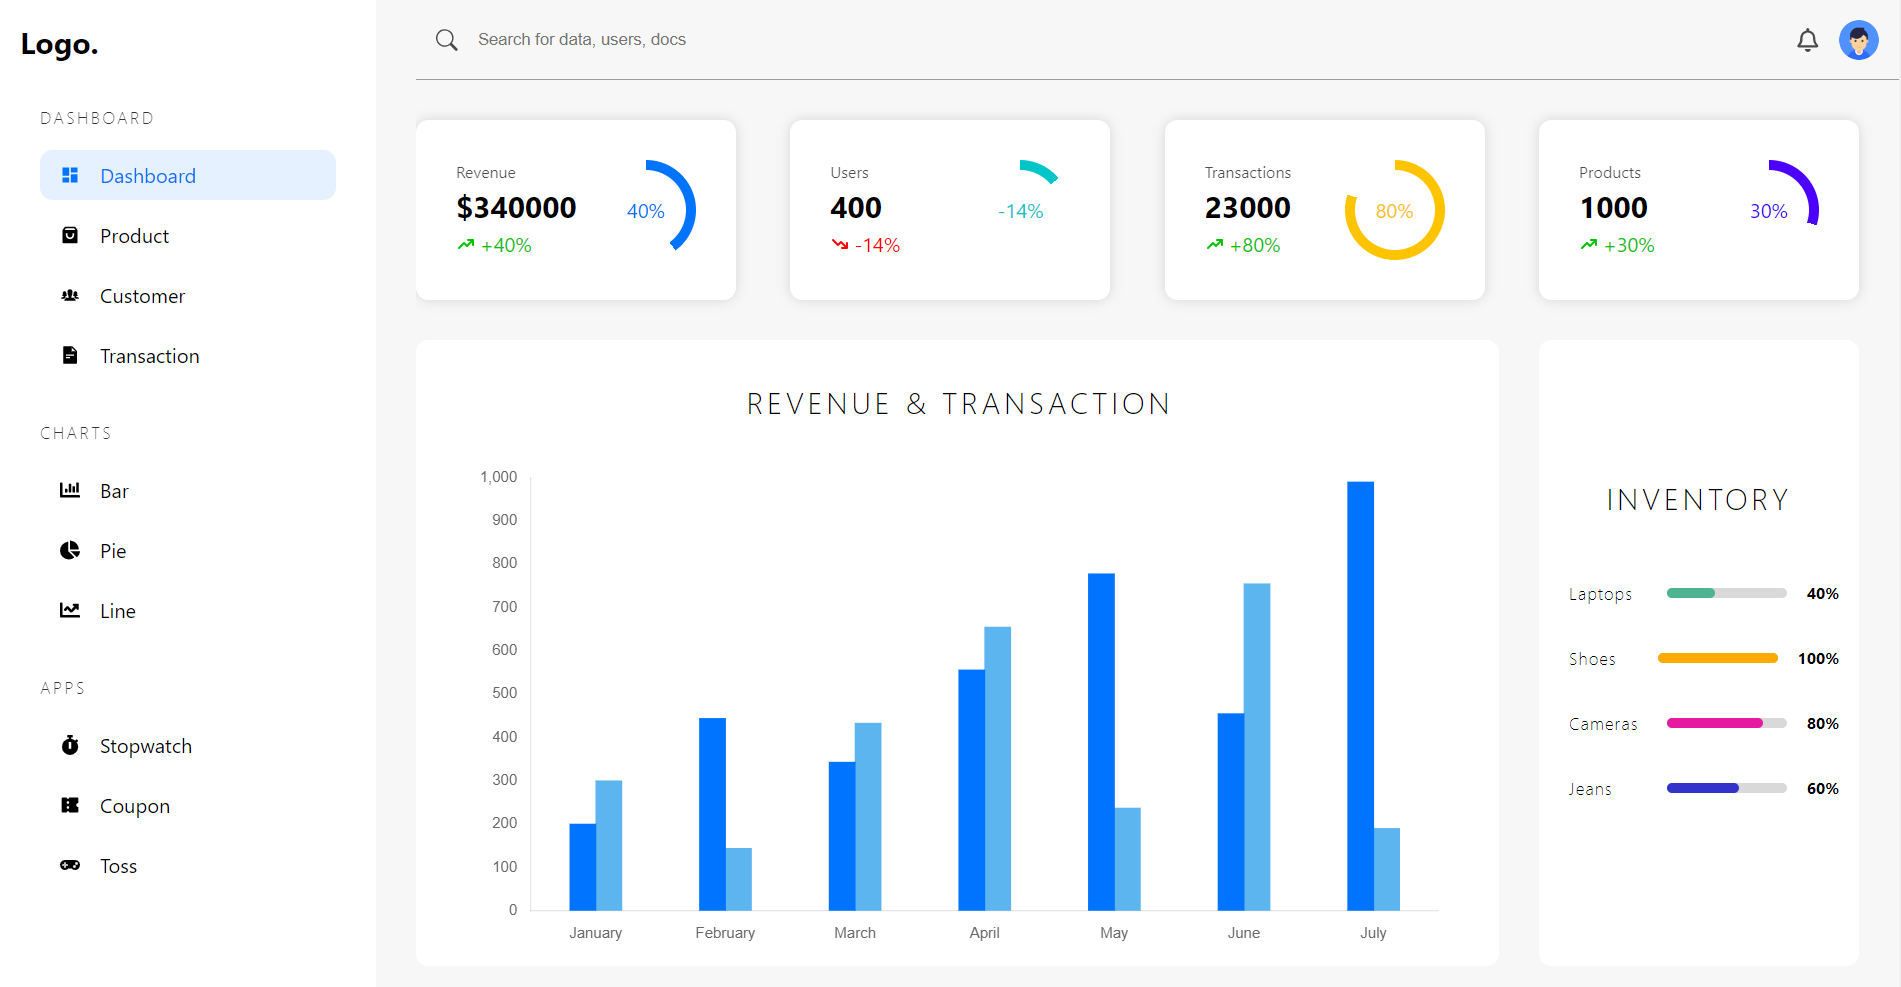 Logo.
DASHBOARD
Dashboard
Product
Customer
Transaction
CHARTS
Bar
Pie
Line
APPS
Stopwatch
Coupon
Toss
Search for data, users, docs
Revenue
$340000
+40%
40%
Users
400
-14%
-14%
Transactions
23000
+80%
80%
Products
1000
+30%
30%
REVENUE & TRANSACTION
1,000
900
800
700
600
500
400
300
200
100
0
January February March April May June July
INVENTORY
Laptops 40%
Shoes 100%
Cameras 80%
Jeans 60%